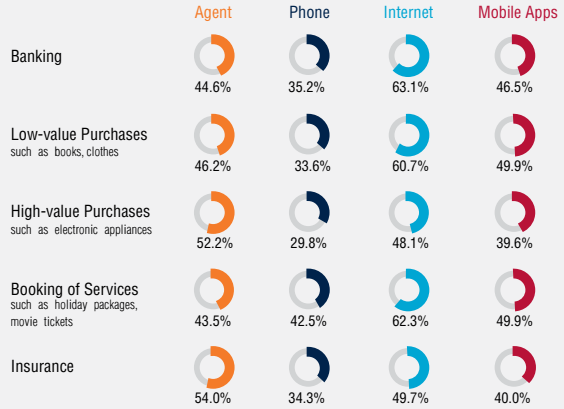 Agent Phone Internet Mobile Apps
Banking
44.6% 35.2% 63.1% 46.5%
Low-value Purchases
such as books, clothes
46.2% 33.6% 60.7% 49.9%
High-value Purchases
such as electronic appliances
52.2% 29.8% 48.1% 39.6%
Booking of Services
such as holiday packages,
movie tickets
43.5% 42.5% 62.3% 49.9%
Insurance
54.0% 34.3% 49.7% 40.0%